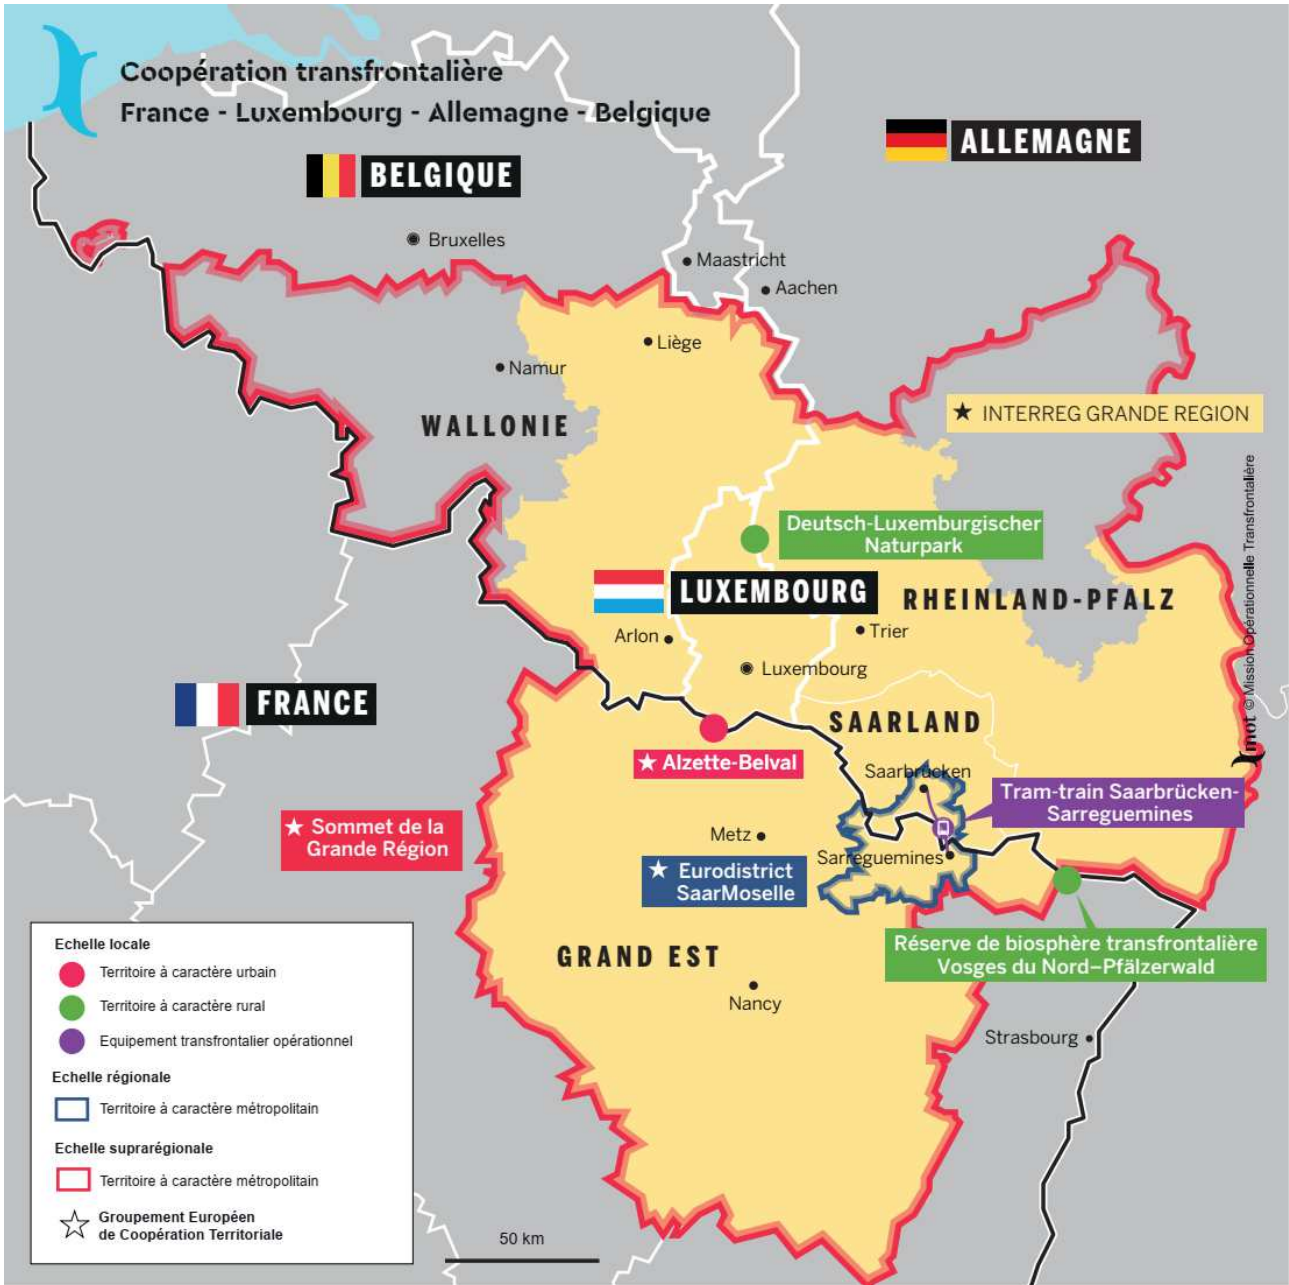 Coopération transfrontalière
France - Luxembourg - Allemagne - Belgique
BELGIQUE
ALLEMAGNE
Bruxelles
Maastricht
Aachen
Liège
Namur
WALLONIE
★ INTERREG GRANDE REGION
Deutsch-Luxemburgischer
Naturpark
LUXEMBOURG
RHEINLAND-PFALZ
Arlon
Trier
Luxembourg
FRANCE
SAARLAND
★ Alzette-Belval
Saarbrücken
Tram-train Saarbrücken-
Sarreguemines
★ Sommet de la
Grande Région
Metz
Sarreguemines
★ Eurodistrict
SaarMoselle
GRAND EST
Réserve de biosphère transfrontalière
Vosges du Nord–Pfälzerwald
Nancy
Strasbourg
mot © Mission Opérationnelle Transfrontalière
Echelle locale
Territoire à caractère urbain
Territoire à caractère rural
Equipement transfrontalier opérationnel
Echelle régionale
Territoire à caractère métropolitain
Echelle suprarégionale
Territoire à caractère métropolitain
Groupement Européen
de Coopération Territoriale
50 km